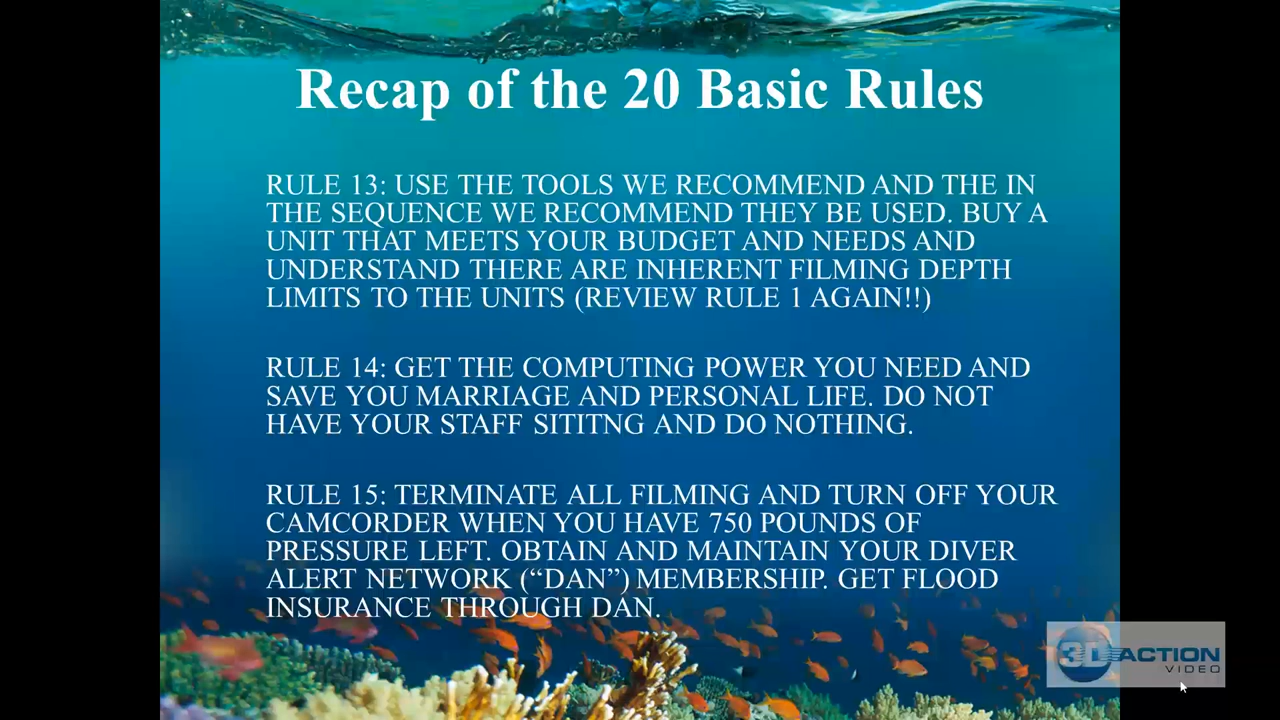 Recap of the 20 Basic Rules
RULE 13: USE THE TOOLS WE RECOMMEND AND THE IN
THE SEQUENCE WE RECOMMEND THEY BE USED. BUY A
UNIT THAT MEETS YOUR BUDGET AND NEEDS AND
UNDERSTAND THERE ARE INHERENT FILMING DEPTH
LIMITS TO THE UNITS (REVIEW RULE 1 AGAIN!!)
RULE 14: GET THE COMPUTING POWER YOU NEED AND
SAVE YOU MARRIAGE AND PERSONAL LIFE. DO NOT
HAVE YOUR STAFF SITITNG AND DO NOTHING.
RULE 15: TERMINATE ALL FILMING AND TURN OFF YOUR
CAMCORDER WHEN YOU HAVE 750 POUNDS OF
PRESSURE LEFT. OBTAIN AND MAINTAIN YOUR DIVER
ALERT NETWORK (“DAN”) MEMBERSHIP. GET FLOOD
INSURANCE THROUGH DAN.
3D ACTION
VIDEO